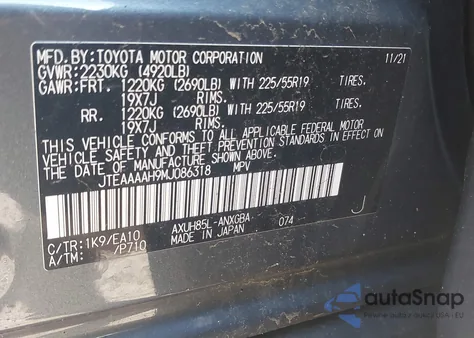 MFD.BY:TOYOTA MOTOR CORPORATION 11/21
GVWR:2230KG (4920LB)
GAWR:FRT. 1220KG (2690LB) WITH 225/55R19 TIRES.
19X7J RIMS.
RR. 1220KG (2690LB) WITH 225/55R19 TIRES.
19X7J RIMS.
THIS VEHICLE CONFORMS TO ALL APPLICABLE FEDERAL MOTOR
VEHICLE SAFETY AND THEFT PREVENTION STANDARDS IN EFFECT ON
THE DATE OF MANUFACTURE SHOWN ABOVE.
JTEAAAAH9MJ086318 MPV
C/TR:1K9/EA10 AXUH85L-ANXGBA 074 J
A/TM: /P710 MADE IN JAPAN
autoSnap